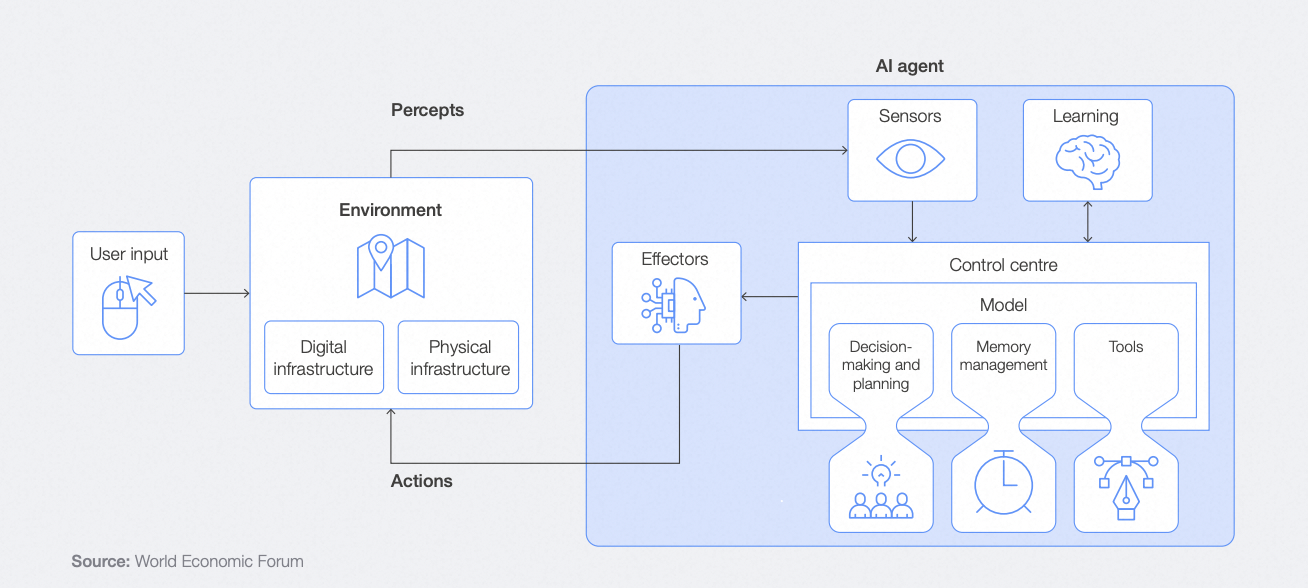 AI agent
Percepts
Sensors
Learning
Environment
User input
Effectors
Control centre
Model
Digital
infrastructure
Physical
infrastructure
Decision-
making and
planning
Memory
management
Tools
Actions
Source: World Economic Forum